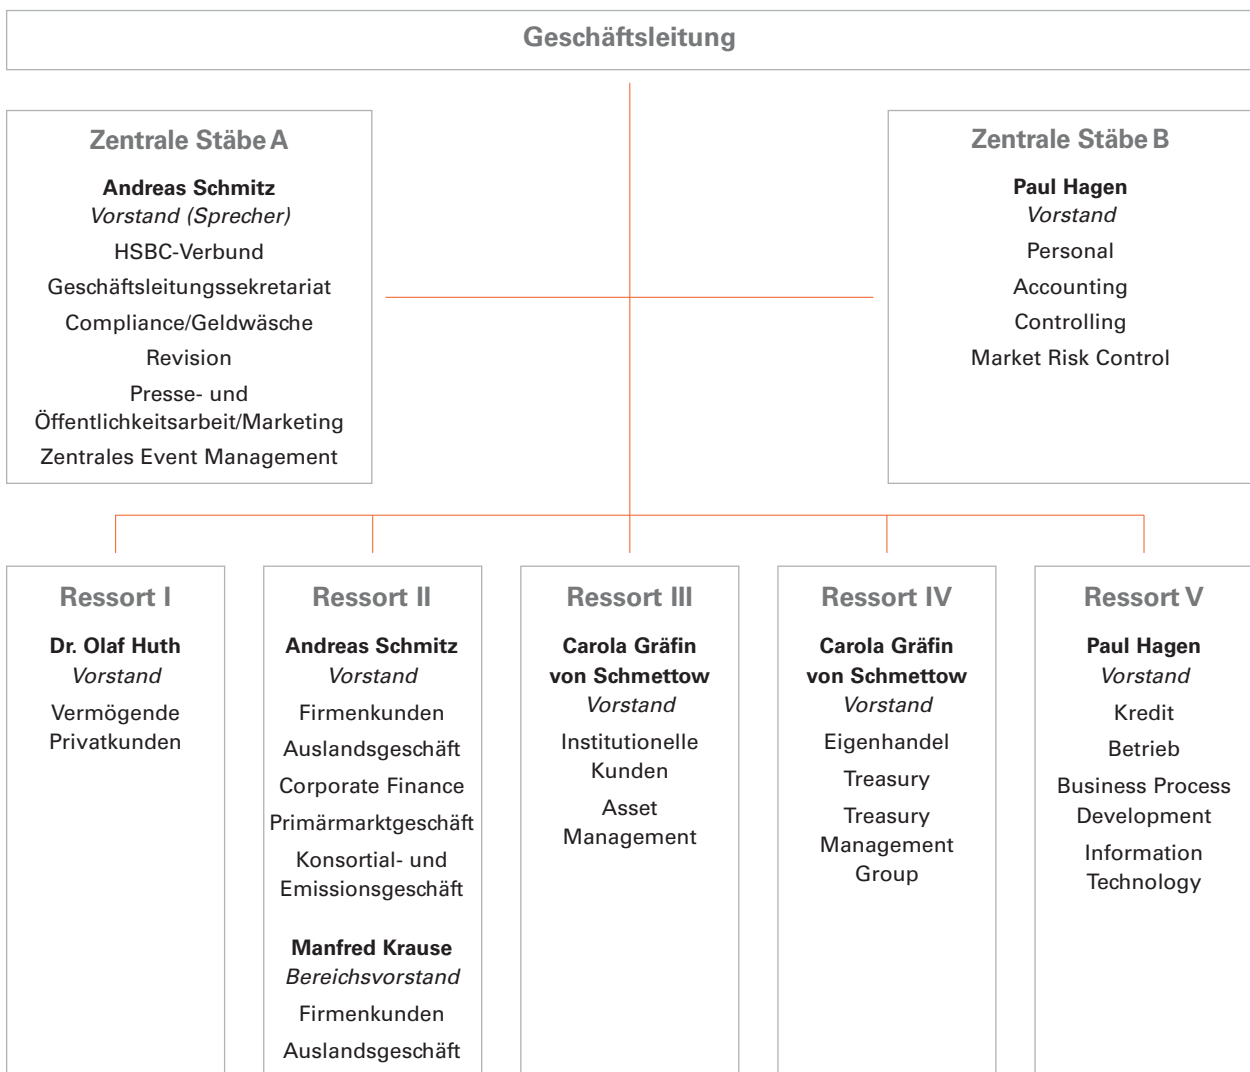 Geschäftsleitung
Zentrale Stäbe A
Andreas Schmitz
Vorstand (Sprecher)
HSBC-Verbund
Geschäftsleitungssekretariat
Compliance/Geldwäsche
Revision
Presse- und
Öffentlichkeitsarbeit/Marketing
Zentrales Event Management
Zentrale Stäbe B
Paul Hagen
Vorstand
Personal
Accounting
Controlling
Market Risk Control
Ressort I
Dr. Olaf Huth
Vorstand
Vermögende
Privatkunden
Ressort II
Andreas Schmitz
Vorstand
Firmenkunden
Auslandsgeschäft
Corporate Finance
Primärmarktgeschäft
Konsortial- und
Emissionsgeschäft
Manfred Krause
Bereichsvorstand
Firmenkunden
Auslandsgeschäft
Ressort III
Carola Gräfin
von Schmettow
Vorstand
Institutionelle
Kunden
Asset
Management
Ressort IV
Carola Gräfin
von Schmettow
Vorstand
Eigenhandel
Treasury
Treasury
Management
Group
Ressort V
Paul Hagen
Vorstand
Kredit
Betrieb
Business Process
Development
Information
Technology